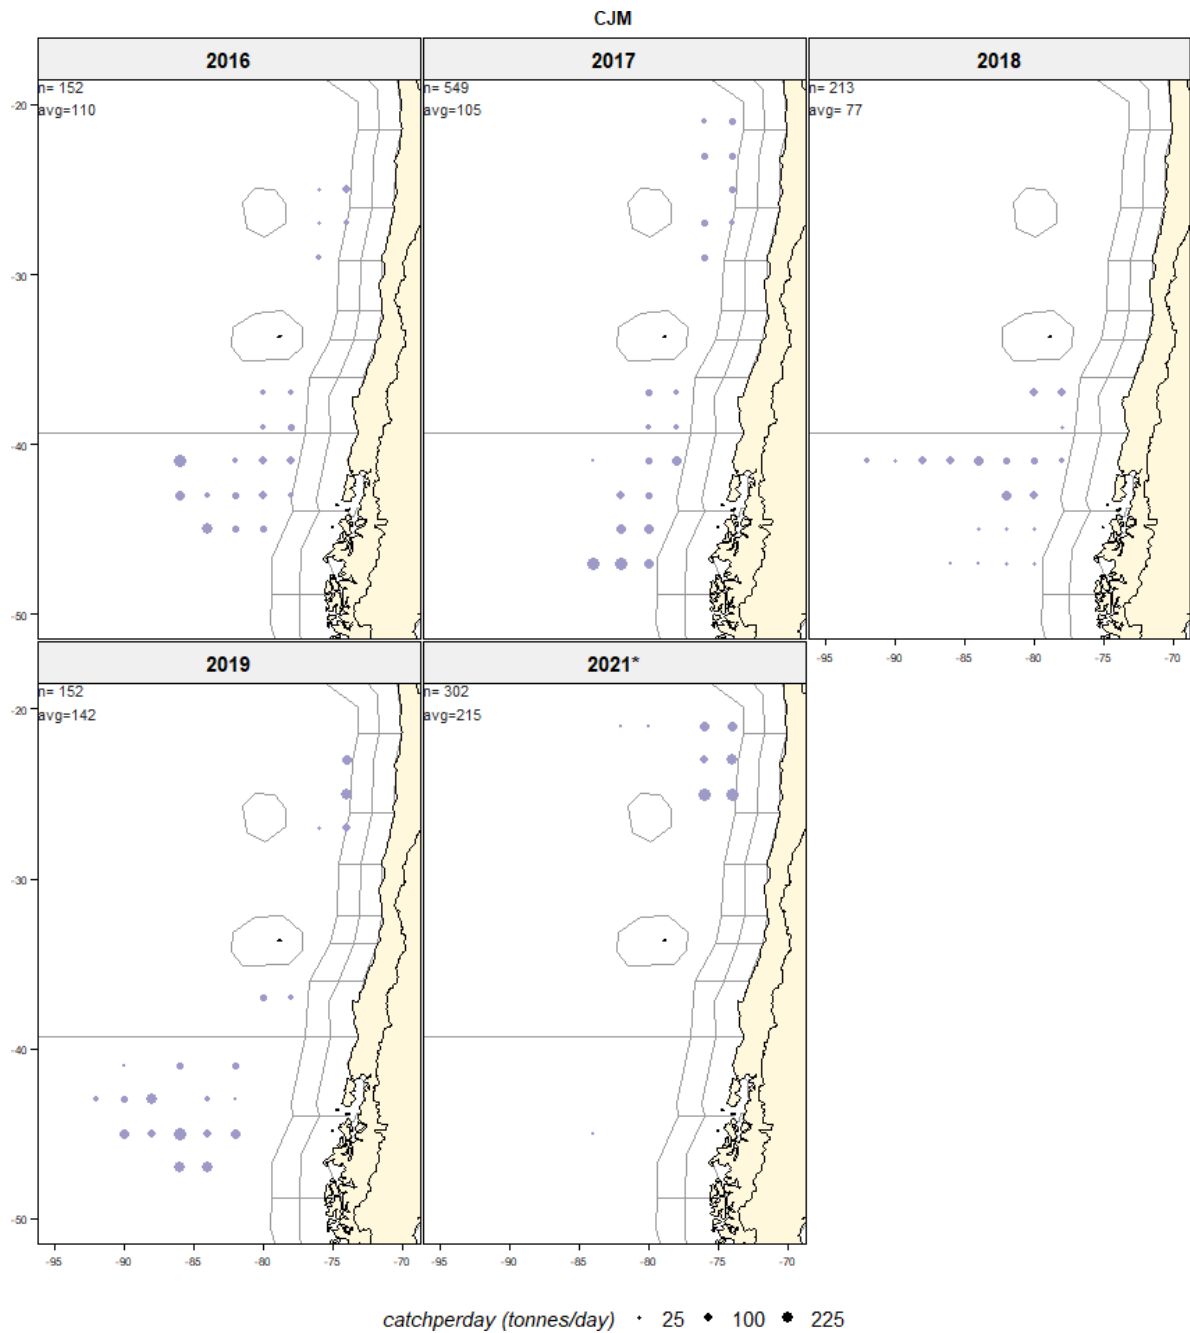 CJM
2016 2017 2018
n= 152 n= 549 n= 213
avg=110 avg=105 avg= 77
-20
-30
-40
-50
-95 -90 -85 -80 -75 -70
2019 2021*
n= 152 n= 302
avg=142 avg=215
-20
-30
-40
-50
-95 -90 -85 -80 -75 -70 -95 -90 -85 -80 -75 -70
catchperday (tonnes/day) 25 100 225